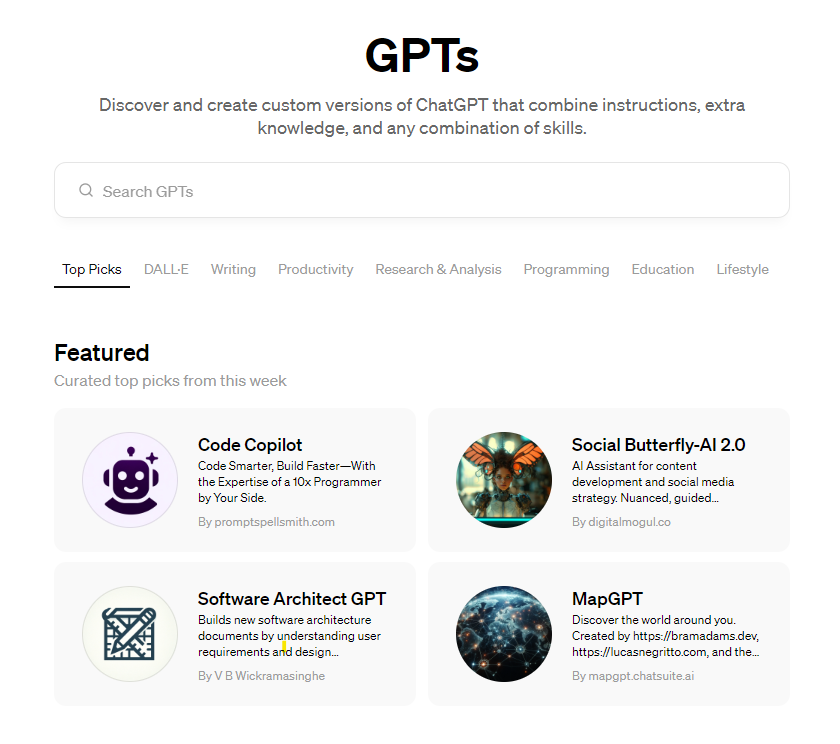 GPTs
Discover and create custom versions of ChatGPT that combine instructions, extra
knowledge, and any combination of skills.
Search GPTs
Top Picks DALL·E Writing Productivity Research & Analysis Programming Education Lifestyle
Featured
Curated top picks from this week
Code Copilot
Code Smarter, Build Faster—With
the Expertise of a 10x Programmer
by Your Side.
By promptspellsmith.com
Social Butterfly-AI 2.0
AI Assistant for content
development and social media
strategy. Nuanced, guided…
By digitalmogul.co
Software Architect GPT
Builds new software architecture
documents by understanding user
requirements and design…
By V B Wickramasinghe
MapGPT
Discover the world around you.
Created by https://bramadams.dev,
https://lucasnegritto.com, and the…
By mapgpt.chatsuite.ai